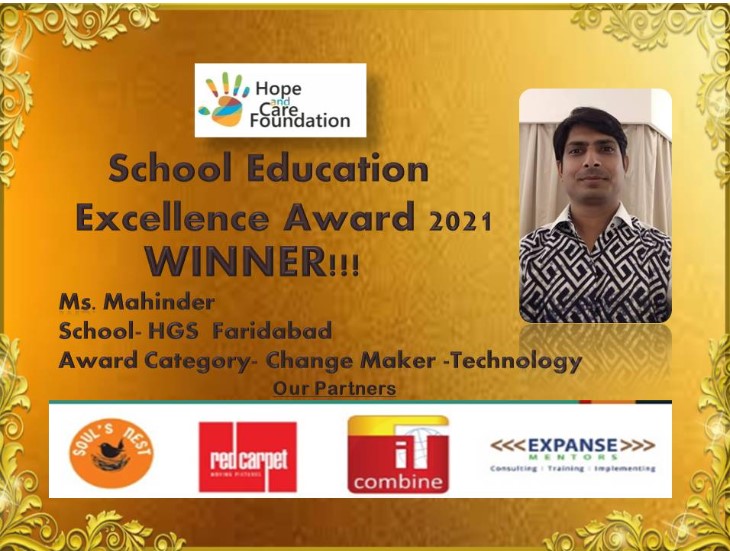 Hope
and
Care
Foundation
School Education
Excellence Award 2021
WINNER!!!
Ms. Mahinder
School- HGS Faridabad
Award Category- Change Maker -Technology
Our Partners
SOUL'S NEST
red carpet
MOVING PICTURES
iT
combine
<<<EXPANSE>>>
MENTORS
Consulting | Training | Implementing